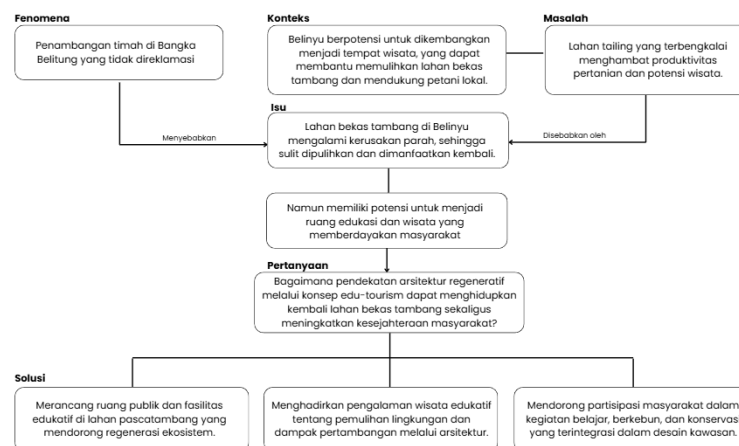 Fenomena
Penambangan timah di Bangka
Belitung yang tidak direklamasi
Konteks
Belinyu berpotensi untuk dikembangkan
menjadi tempat wisata, yang dapat
membantu memulihkan lahan bekas
tambang dan mendukung petani lokal.
Masalah
Lahan tailing yang terbengkalai
menghambat produktivitas
pertanian dan potensi wisata.
Isu
Menyebabkan
Lahan bekas tambang di Belinyu
mengalami kerusakan parah, sehingga
sulit dipulihkan dan dimanfaatkan kembali.
Disebabkan oleh
Namun memiliki potensi untuk menjadi
ruang edukasi dan wisata yang
memberdayakan masyarakat
Pertanyaan
Bagaimana pendekatan arsitektur regeneratif
melalui konsep edu-tourism dapat menghidupkan
kembali lahan bekas tambang sekaligus
meningkatkan kesejahteraan masyarakat?
Solusi
Merancang ruang publik dan fasilitas
edukatif di lahan pascatambang yang
mendorong regenerasi ekosistem.
Menghadirkan pengalaman wisata edukatif
tentang pemulihan lingkungan dan
dampak pertambangan melalui arsitektur.
Mendorong partisipasi masyarakat dalam
kegiatan belajar, berkebun, dan konservasi
yang terintegrasi dalam desain kawasan.